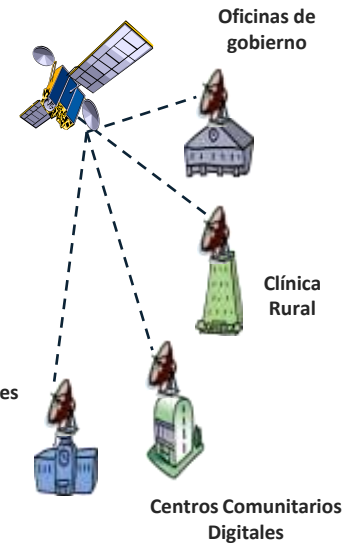 Oficinas de
gobierno
Clínica
Rural
es
Centros Comunitarios
Digitales